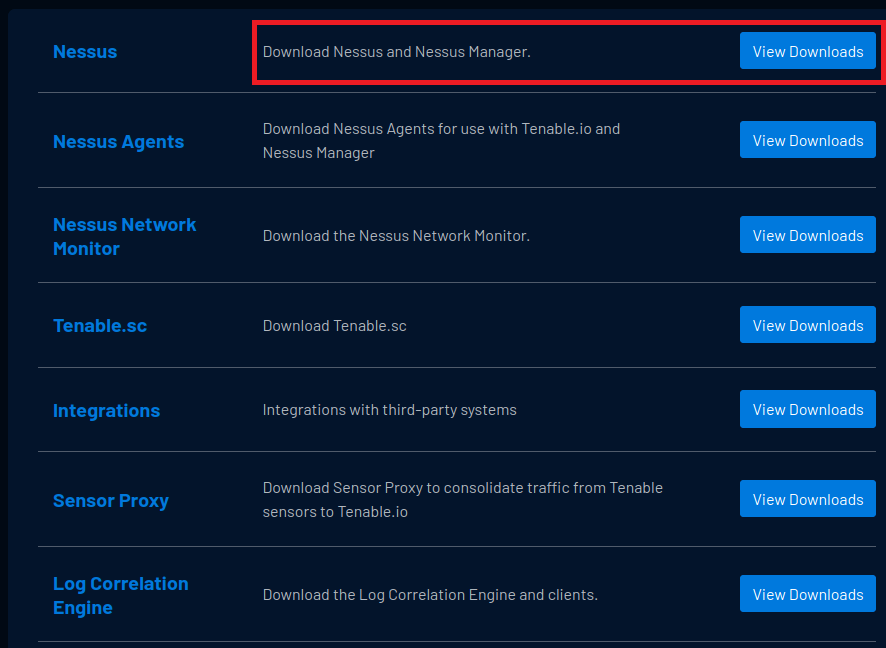 Nessus
Download Nessus and Nessus Manager.
View Downloads
Nessus Agents
Download Nessus Agents for use with Tenable.io and
Nessus Manager
View Downloads
Nessus Network
Monitor
Download the Nessus Network Monitor.
View Downloads
Tenable.sc
Download Tenable.sc
View Downloads
Integrations
Integrations with third-party systems
View Downloads
Sensor Proxy
Download Sensor Proxy to consolidate traffic from Tenable
sensors to Tenable.io
View Downloads
Log Correlation
Engine
Download the Log Correlation Engine and clients.
View Downloads